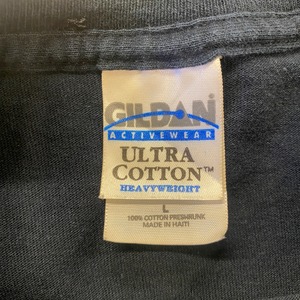 GILDAN®
ACTIVEWEAR
ULTRA
COTTON™
HEAVYWEIGHT
L
100% COTTON PRESHRUNK
MADE IN HAITI